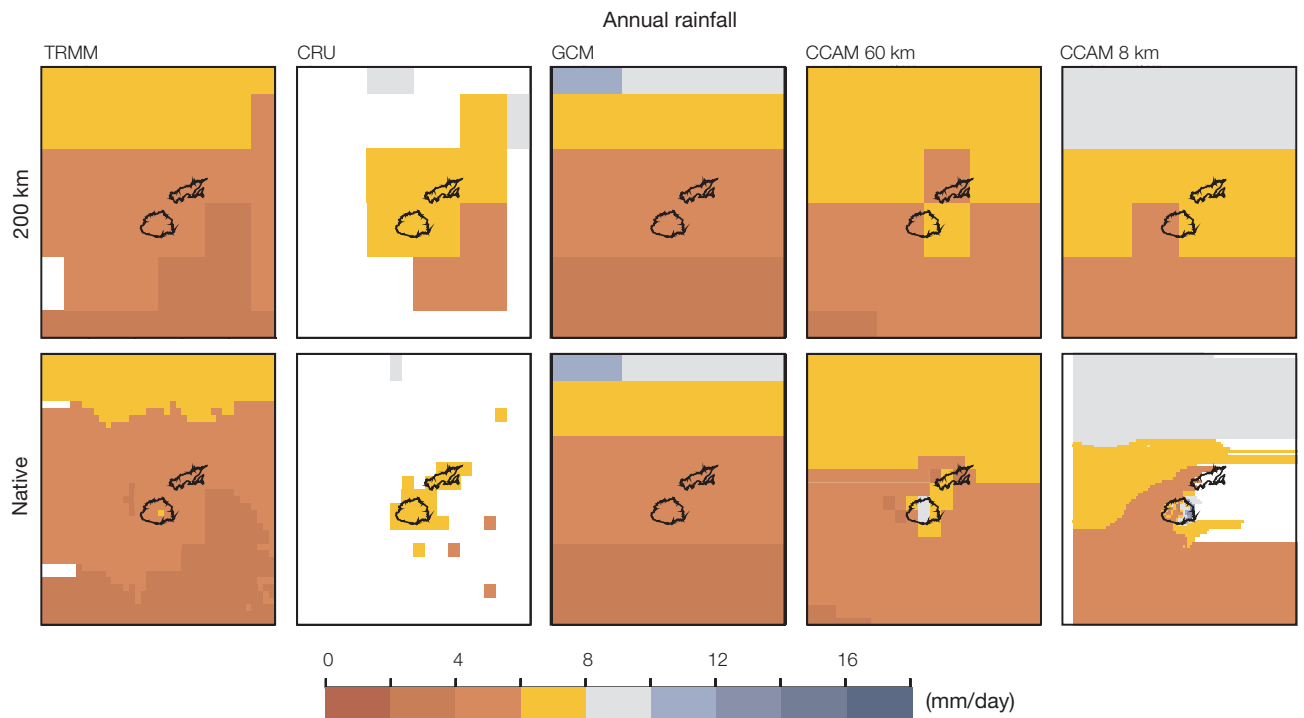 Annual rainfall
TRMM CRU GCM CCAM 60 km CCAM 8 km
200 km
Native
0 4 8 12 16
(mm/day)